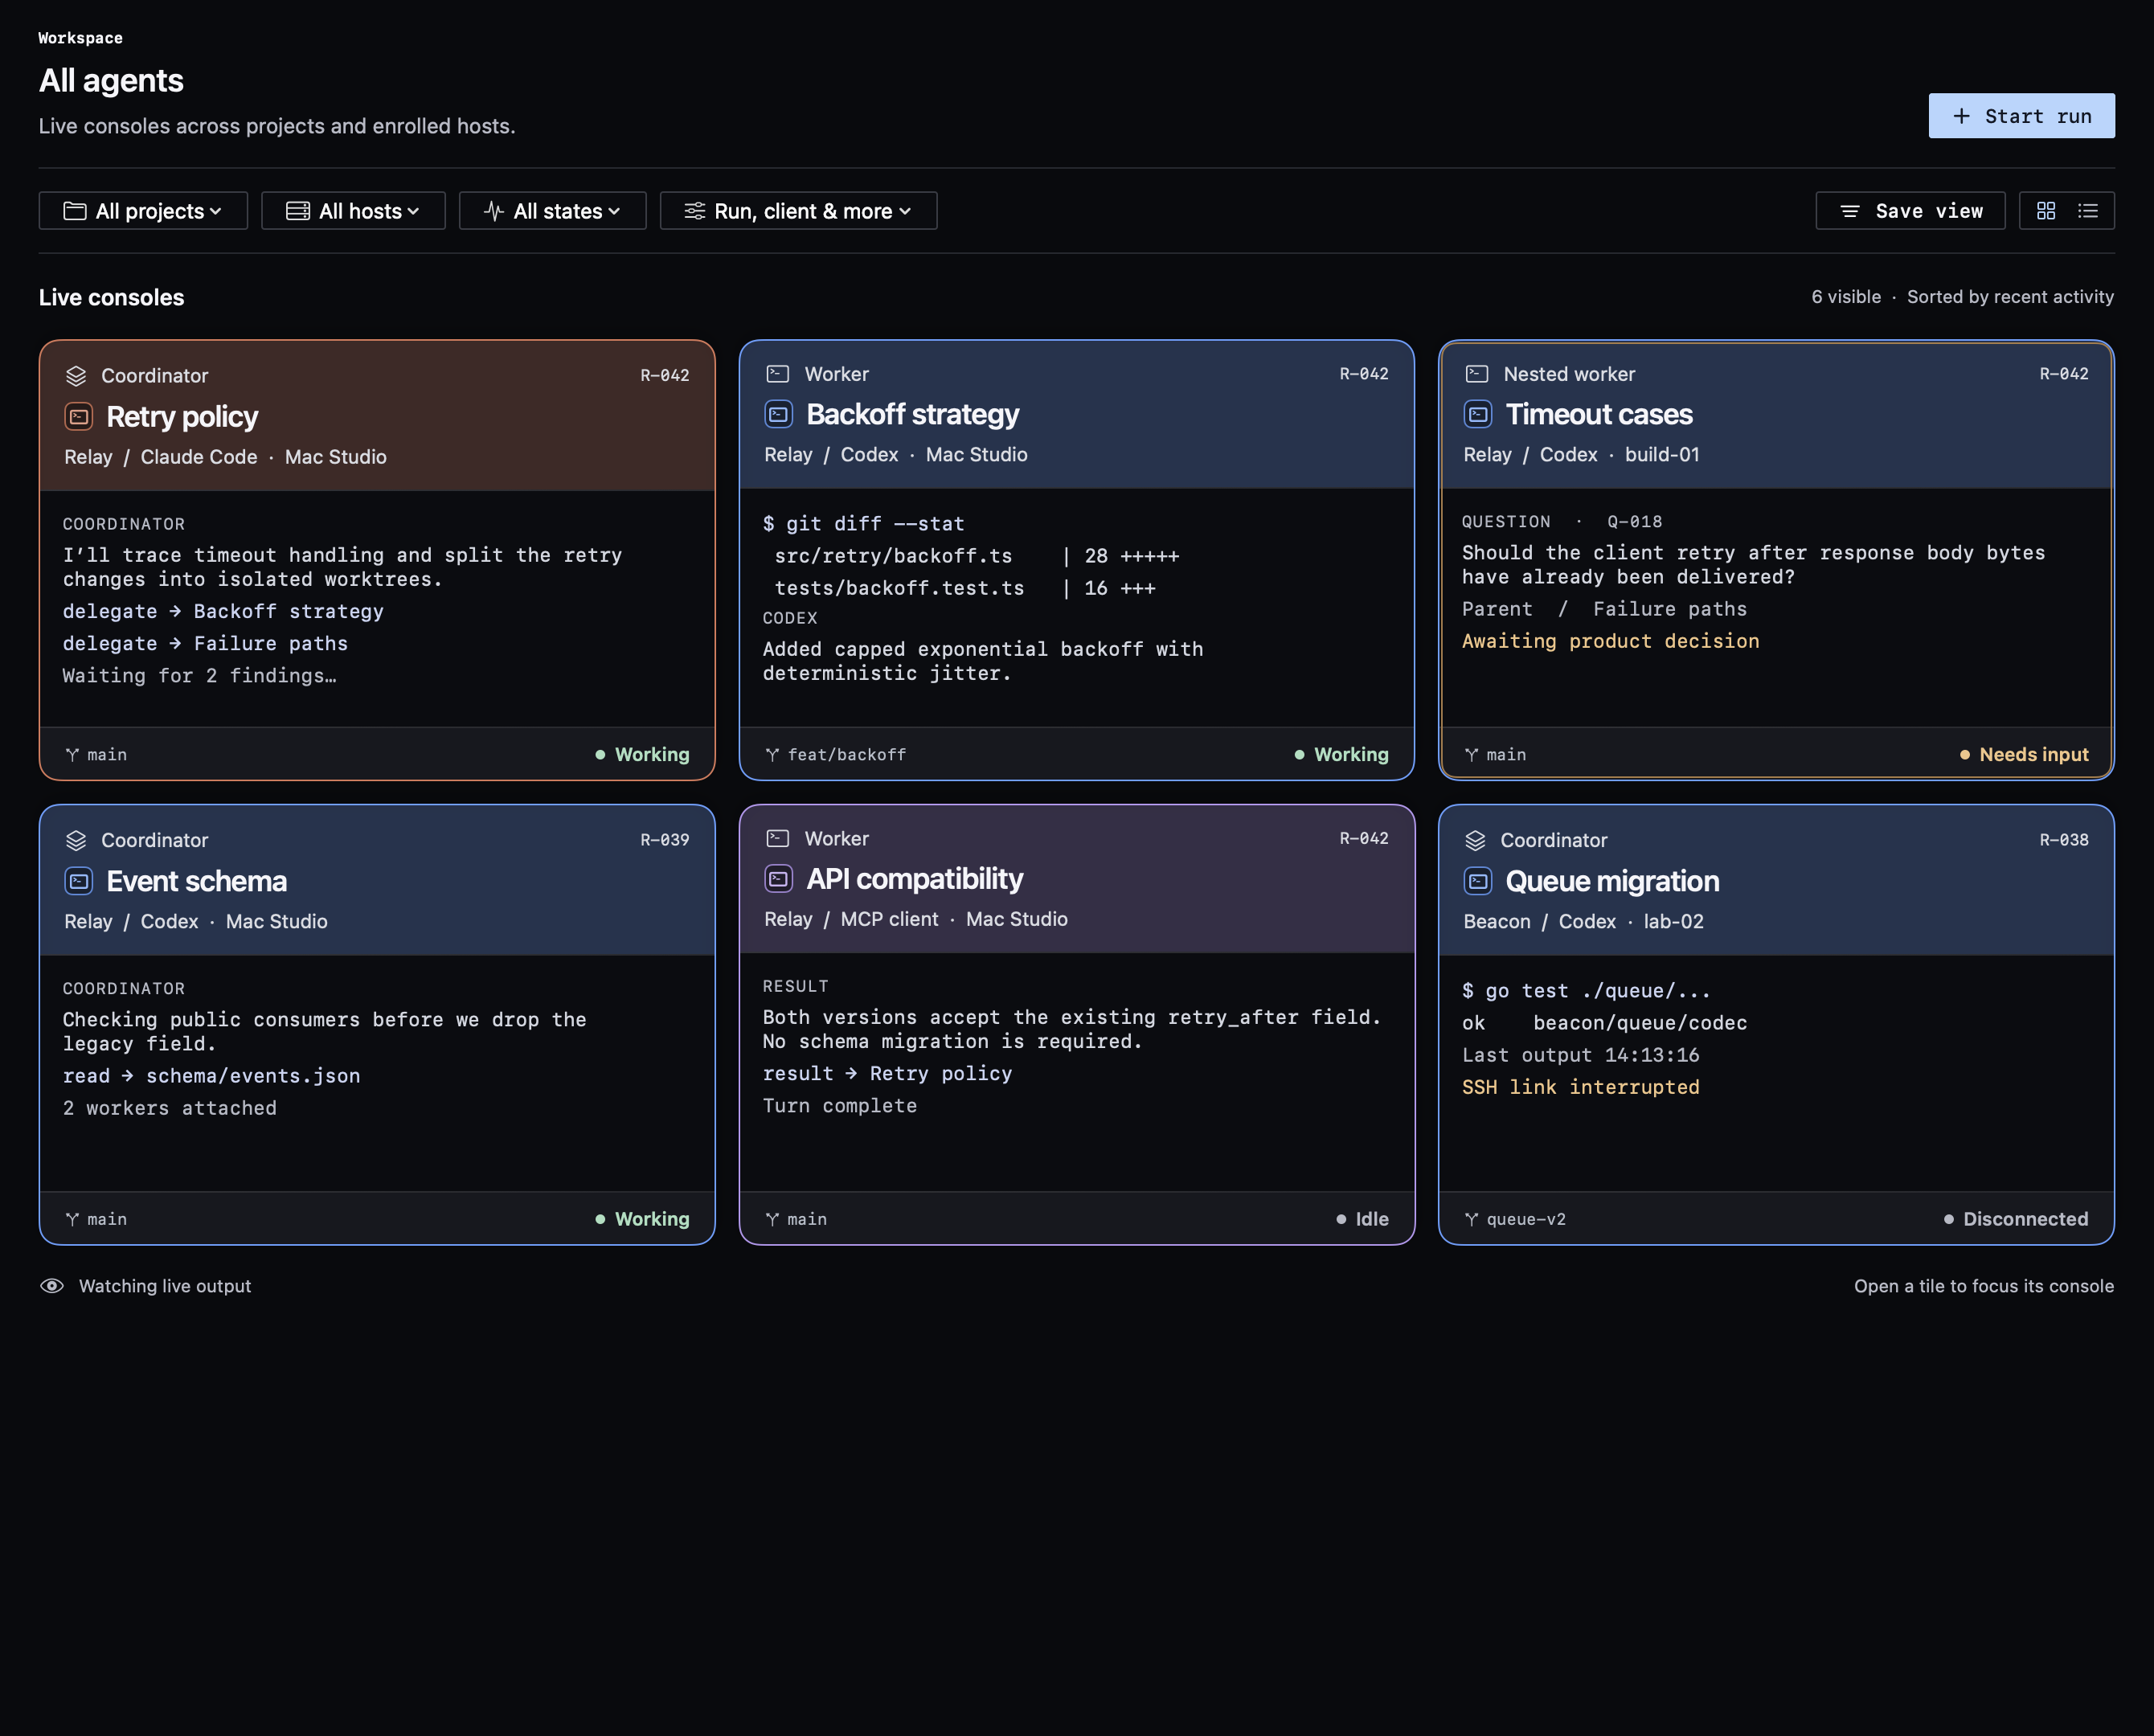 Workspace
All agents
Live consoles across projects and enrolled hosts.
+ Start run
All projects
All hosts
All states
Run, client & more
Save view
Live consoles
6 visible · Sorted by recent activity
Coordinator
R-042
Retry policy
Relay / Claude Code · Mac Studio
COORDINATOR
I’ll trace timeout handling and split the retry
changes into isolated worktrees.
delegate → Backoff strategy
delegate → Failure paths
Waiting for 2 findings…
main
Working
Worker
R-042
Backoff strategy
Relay / Codex · Mac Studio
$ git diff --stat
src/retry/backoff.ts | 28 +++++
tests/backoff.test.ts | 16 +++
CODEX
Added capped exponential backoff with
deterministic jitter.
feat/backoff
Working
Nested worker
R-042
Timeout cases
Relay / Codex · build-01
QUESTION · Q-018
Should the client retry after response body bytes
have already been delivered?
Parent / Failure paths
Awaiting product decision
main
Needs input
Coordinator
R-039
Event schema
Relay / Codex · Mac Studio
COORDINATOR
Checking public consumers before we drop the
legacy field.
read → schema/events.json
2 workers attached
main
Working
Worker
R-042
API compatibility
Relay / MCP client · Mac Studio
RESULT
Both versions accept the existing retry_after field.
No schema migration is required.
result → Retry policy
Turn complete
main
Idle
Coordinator
R-038
Queue migration
Beacon / Codex · lab-02
$ go test ./queue/...
ok beacon/queue/codec
Last output 14:13:16
SSH link interrupted
queue-v2
Disconnected
Watching live output
Open a tile to focus its console